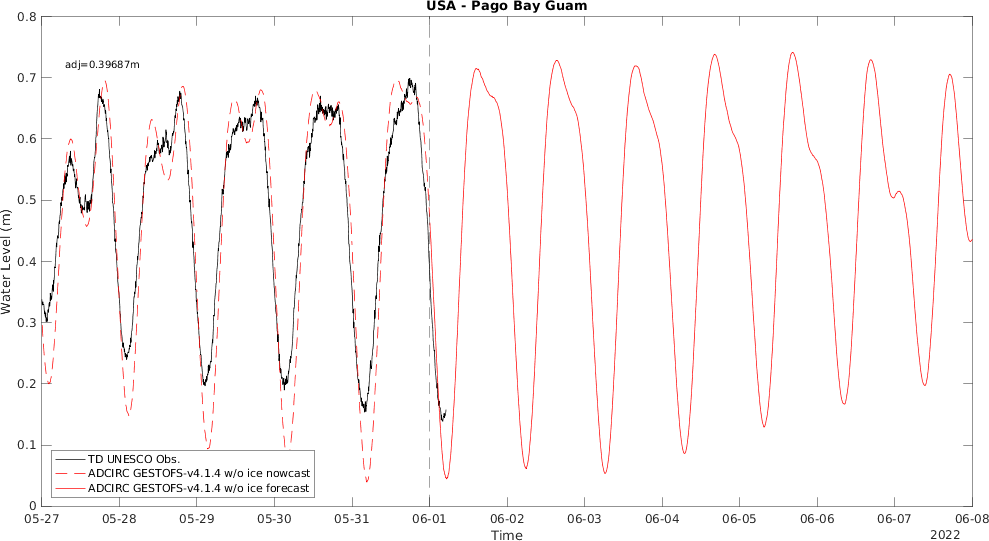 USA - Pago Bay Guam
adj=0.39687m
0.8
0.7
0.6
0.5
0.4
0.3
0.2
0.1
0
Water Level (m)
TD UNESCO Obs.
ADCIRC GESTOFS-v4.1.4 w/o ice nowcast
ADCIRC GESTOFS-v4.1.4 w/o ice forecast
05-27 05-28 05-29 05-30 05-31 06-01 06-02 06-03 06-04 06-05 06-06 06-07 06-08
Time
2022